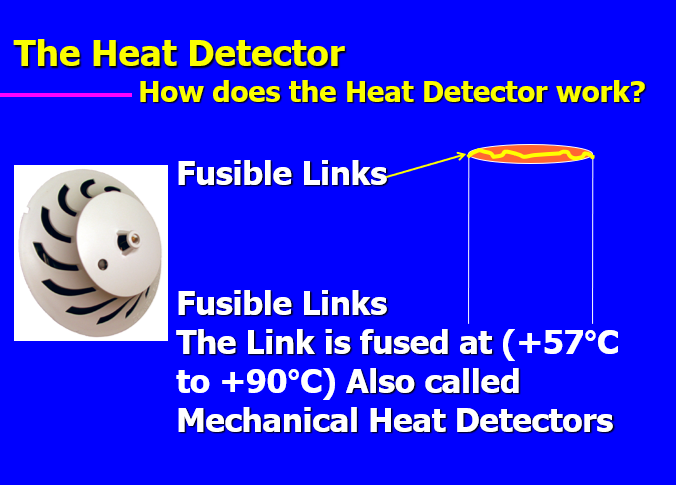 The Heat Detector
How does the Heat Detector work?
Fusible Links
Fusible Links
The Link is fused at (+57°C
to +90°C) Also called
Mechanical Heat Detectors